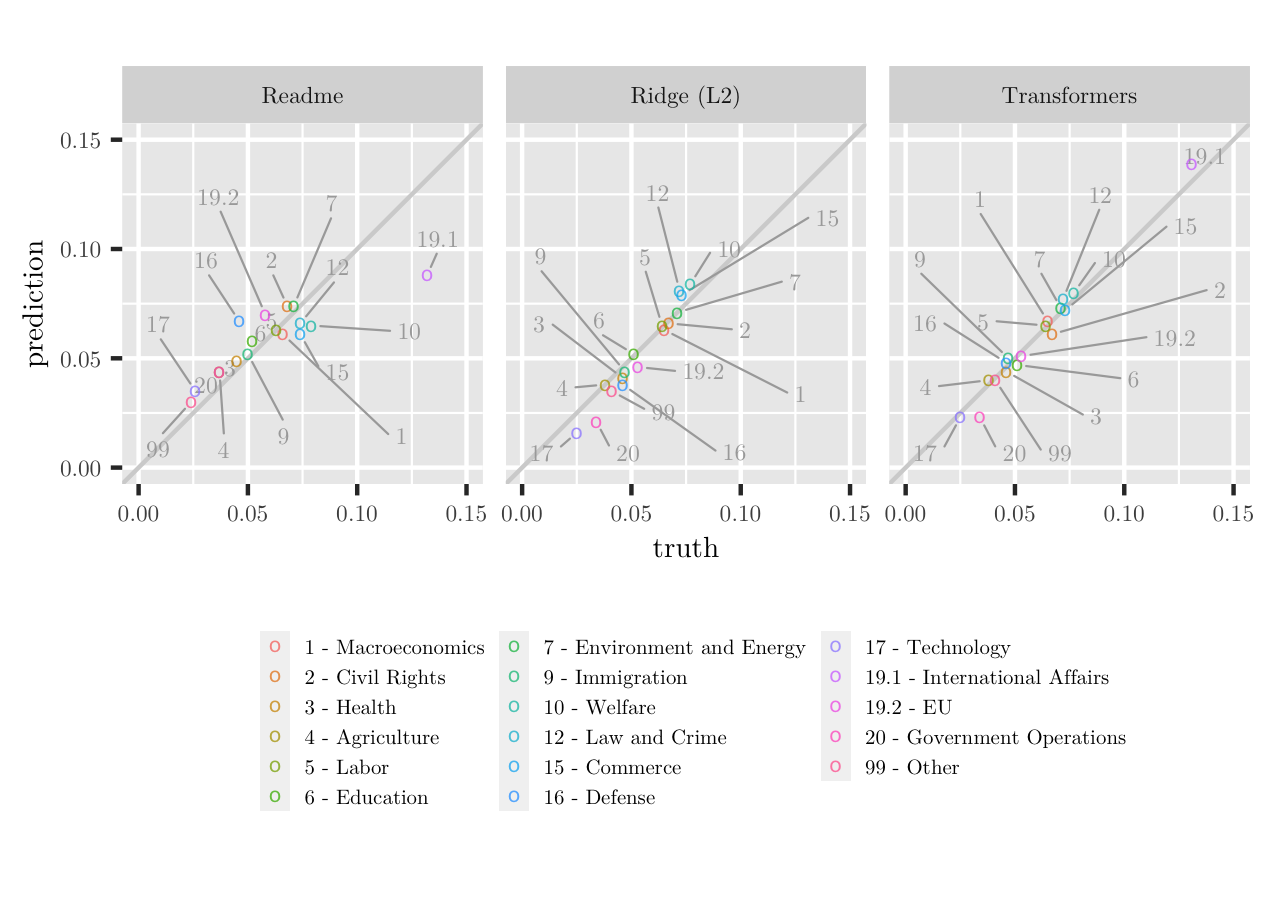 Readme Ridge (L2) Transformers
0.15
0.10
0.05
0.00
prediction
19.2 7 19.1 16 2 12 17 5 6 10 3 20 15 99 4 9 1
12 15 9 5 10 7 6 3 2 4 19.2 1 99 17 20 16
19.1 1 12 15 9 7 10 2 16 5 19.2 4 6 3 17 20 99
0.00 0.05 0.10 0.15 0.00 0.05 0.10 0.15 0.00 0.05 0.10 0.15
truth
1 - Macroeconomics
2 - Civil Rights
3 - Health
4 - Agriculture
5 - Labor
6 - Education
7 - Environment and Energy
9 - Immigration
10 - Welfare
12 - Law and Crime
15 - Commerce
16 - Defense
17 - Technology
19.1 - International Affairs
19.2 - EU
20 - Government Operations
99 - Other